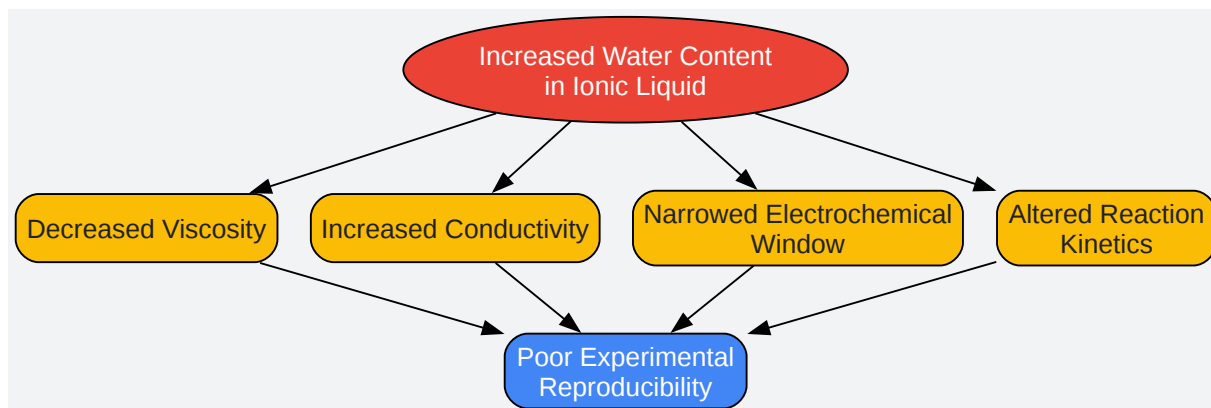 Increased Water Content
in Ionic Liquid
Decreased Viscosity
Increased Conductivity
Narrowed Electrochemical
Window
Altered Reaction
Kinetics
Poor Experimental
Reproducibility